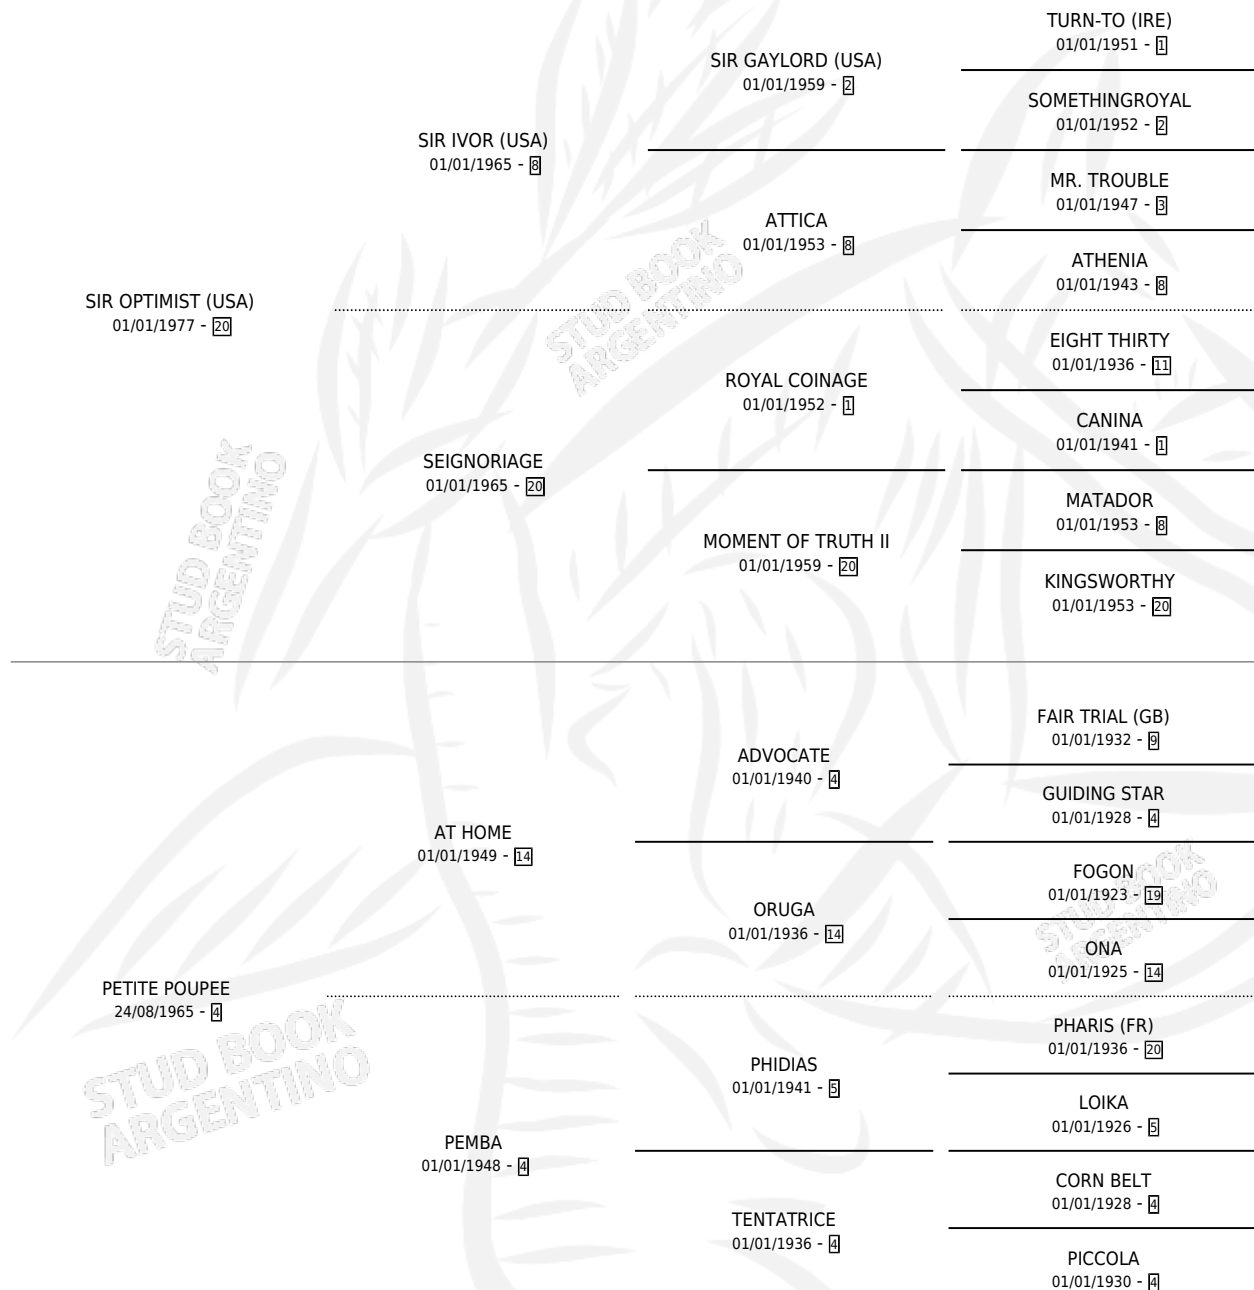 TURN-TO (IRE)
01/01/1951 - 1
SIR GAYLORD (USA)
01/01/1959 - 2
SOMETHINGROYAL
01/01/1952 - 2
SIR IVOR (USA)
01/01/1965 - 8
MR. TROUBLE
01/01/1947 - 3
ATTICA
01/01/1953 - 8
ATHENIA
01/01/1943 - 8
SIR OPTIMIST (USA)
01/01/1977 - 20
EIGHT THIRTY
01/01/1936 - 11
ROYAL COINAGE
01/01/1952 - 1
CANINA
01/01/1941 - 1
SEIGNORIAGE
01/01/1965 - 20
MATADOR
01/01/1953 - 8
MOMENT OF TRUTH II
01/01/1959 - 20
KINGSWORTHY
01/01/1953 - 20
FAIR TRIAL (GB)
01/01/1932 - 9
ADVOCATE
01/01/1940 - 4
GUIDING STAR
01/01/1928 - 4
AT HOME
01/01/1949 - 14
FOGON
01/01/1923 - 19
ORUGA
01/01/1936 - 14
ONA
01/01/1925 - 14
PETITE POUPEE
24/08/1965 - 4
PHARIS (FR)
01/01/1936 - 20
PHIDIAS
01/01/1941 - 5
LOIKA
01/01/1926 - 5
PEMBA
01/01/1948 - 4
CORN BELT
01/01/1928 - 4
TENTATRICE
01/01/1936 - 4
PICCOLA
01/01/1930 - 4
STUD BOOK
ARGENTINO
STUD BOOK
ARGENTINO
STUD BOOK
ARGENTINO
STUD BOOK
ARGENTINO